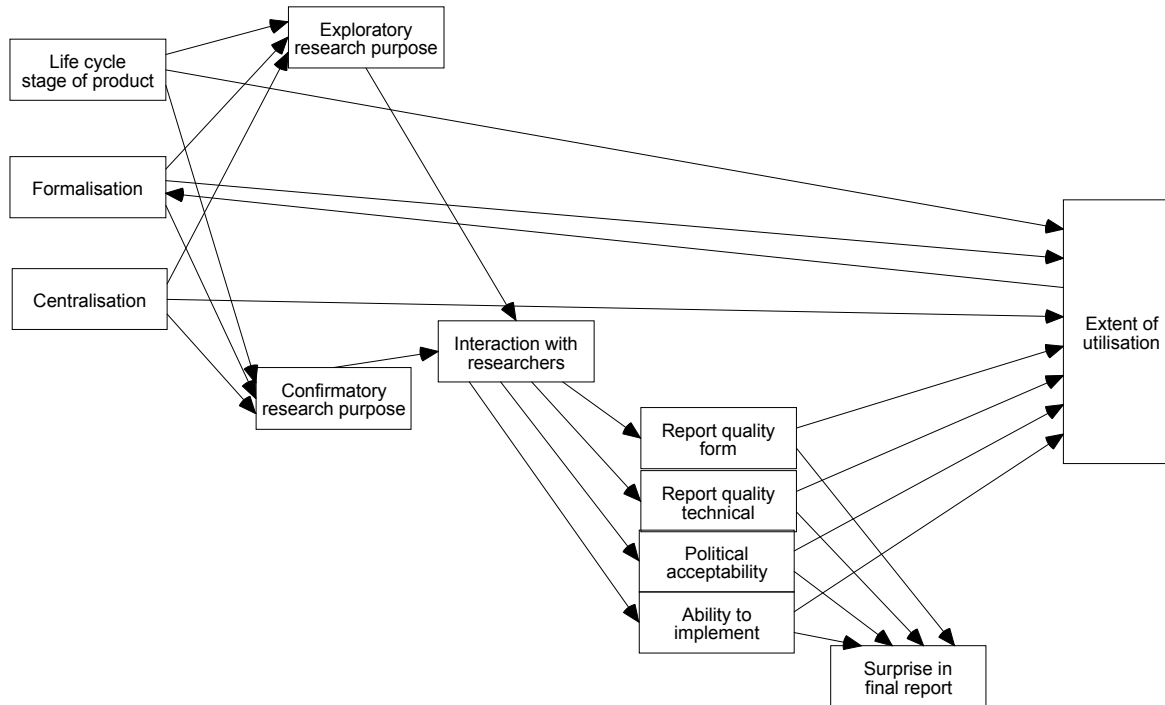 Exploratory
research purpose
Life cycle
stage of product
Formalisation
Centralisation
Interaction with
researchers
Confirmatory
research purpose
Extent of
utilisation
Report quality
form
Report quality
technical
Political
acceptability
Ability to
implement
Surprise in
final report